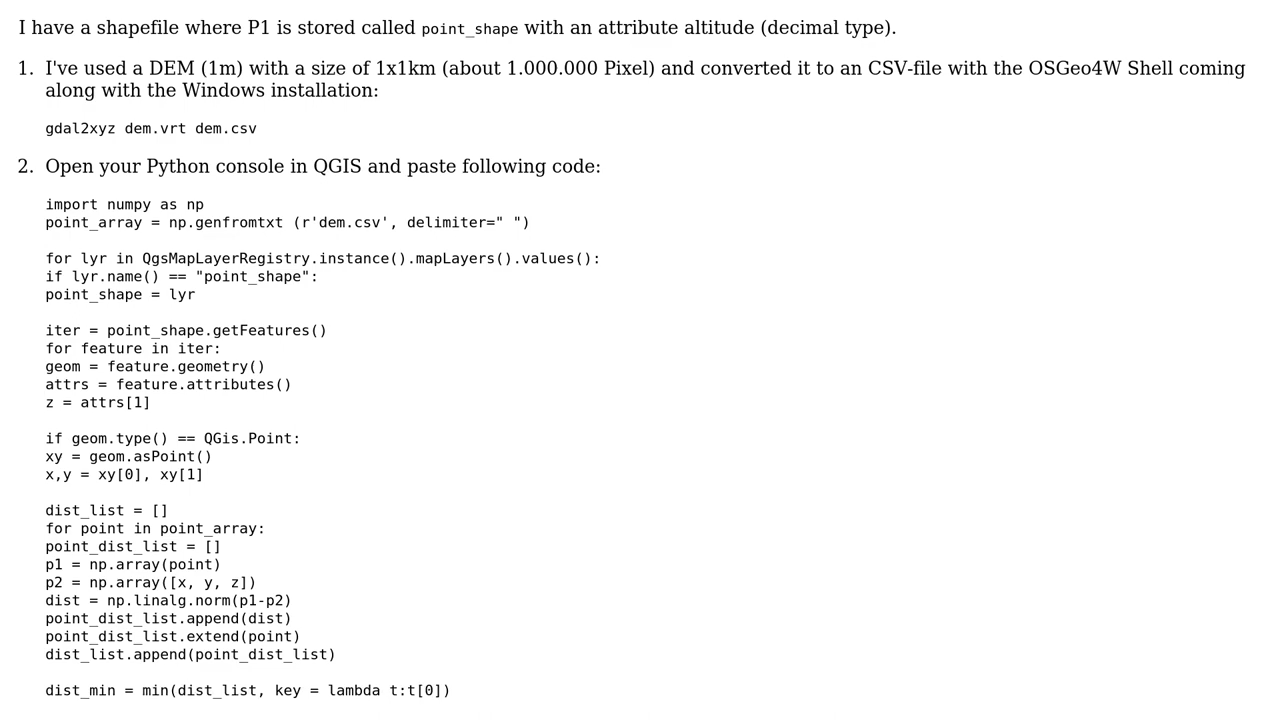 I have a shapefile where P1 is stored called point_shape with an attribute altitude (decimal type).
1. I've used a DEM (1m) with a size of 1x1km (about 1.000.000 Pixel) and converted it to an CSV-file with the OSGeo4W Shell coming
along with the Windows installation:
gdal2xyz dem.vrt dem.csv
2. Open your Python console in QGIS and paste following code:
import numpy as np
point_array = np.genfromtxt (r'dem.csv', delimiter=" ")
for lyr in QgsMapLayerRegistry.instance().mapLayers().values():
if lyr.name() == "point_shape":
point_shape = lyr
iter = point_shape.getFeatures()
for feature in iter:
geom = feature.geometry()
attrs = feature.attributes()
z = attrs[1]
if geom.type() == QGis.Point:
xy = geom.asPoint()
x,y = xy[0], xy[1]
dist_list = []
for point in point_array:
point_dist_list = []
p1 = np.array(point)
p2 = np.array([x, y, z])
dist = np.linalg.norm(p1-p2)
point_dist_list.append(dist)
point_dist_list.extend(point)
dist_list.append(point_dist_list)
dist_min = min(dist_list, key = lambda t:t[0])